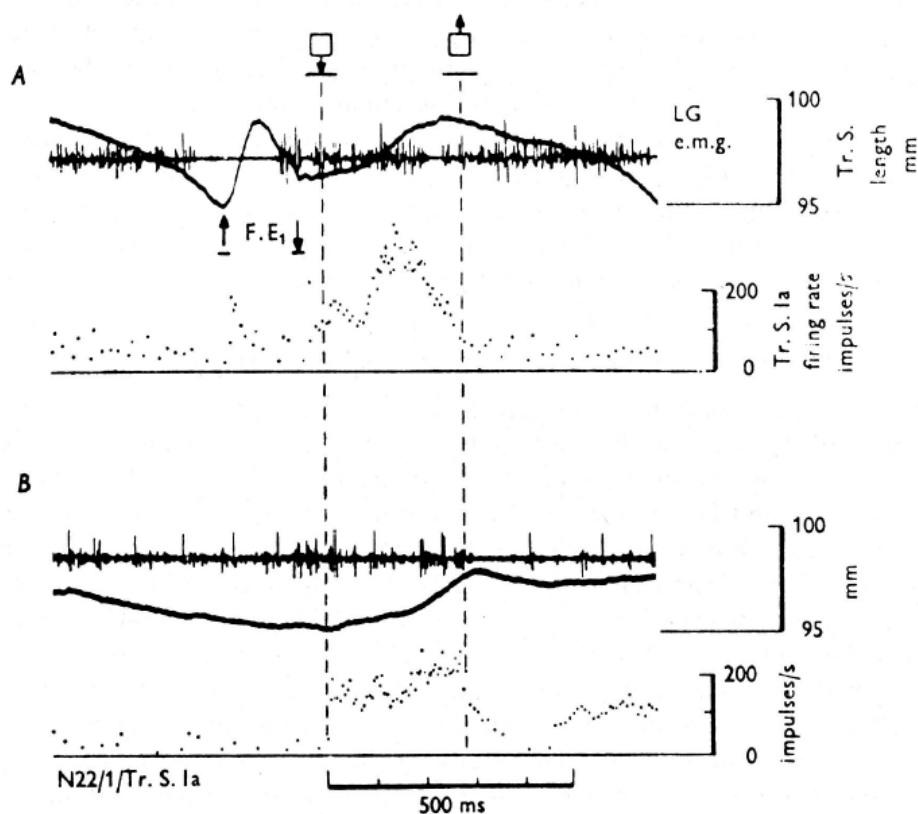 A
LG
e.m.g.
100
95
Tr. S.
length
mm
F.E₁
200
0
Tr. S. Ia
firing rate
impulses/s
B
100
95
mm
200
0
impulses/s
N22/1/Tr. S. Ia
500 ms